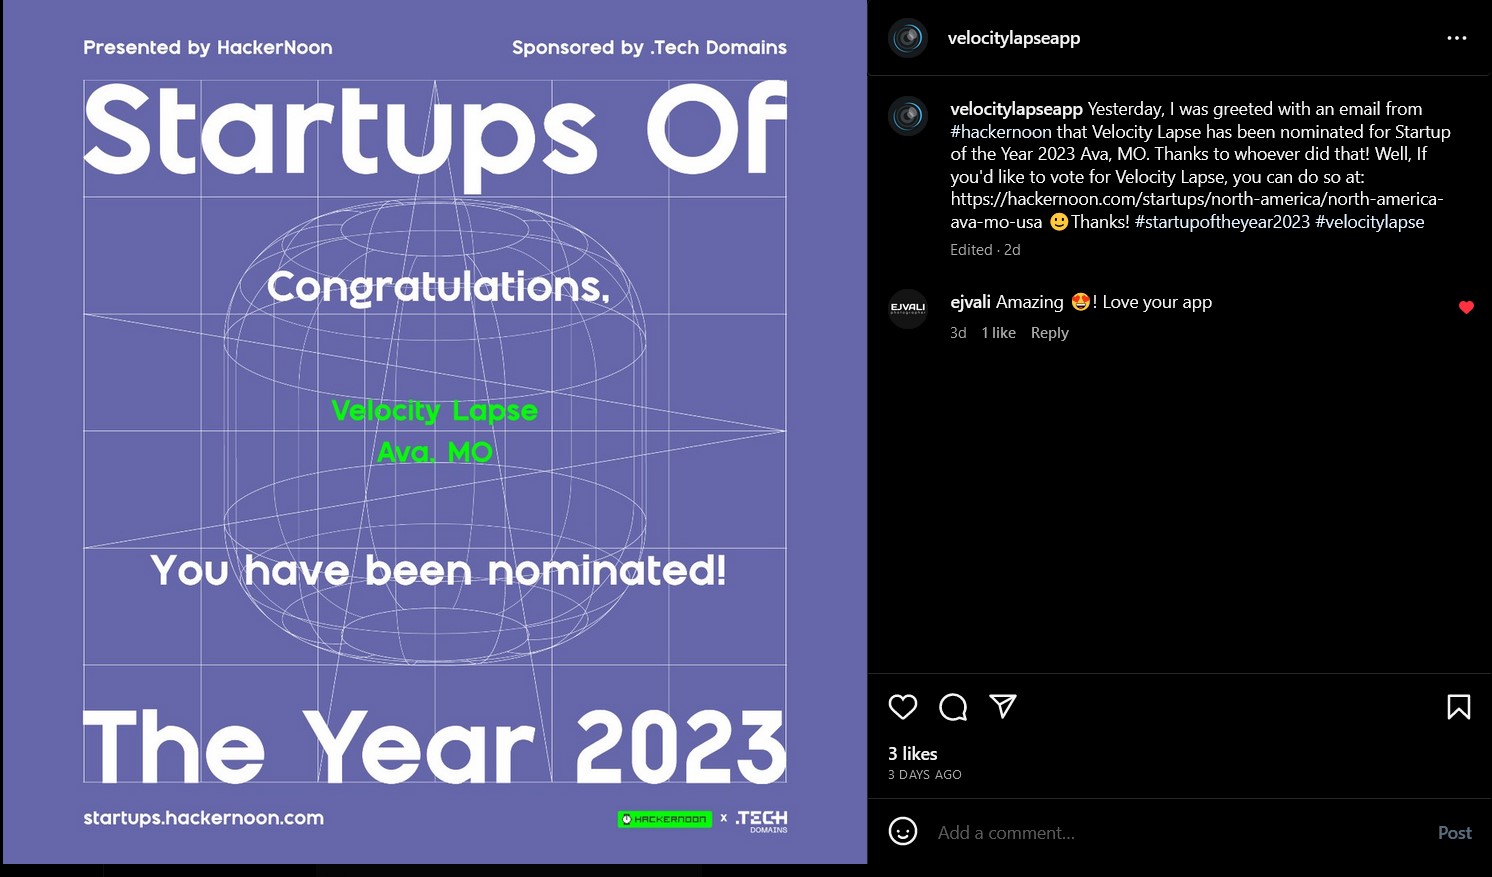 Presented by HackerNoon
Sponsored by .Tech Domains
Startups Of
Congratulations,
Velocity Lapse
Ava, MO
You have been nominated!
The Year 2023
startups.hackernoon.com
HACKERNOON x .TECH
DOMAINS
velocitylapseapp
velocitylapseapp Yesterday, I was greeted with an email from
#hackernoon that Velocity Lapse has been nominated for Startup
of the Year 2023 Ava, MO. Thanks to whoever did that! Well, If
you'd like to vote for Velocity Lapse, you can do so at:
https://hackernoon.com/startups/north-america/north-america-
ava-mo-usa 🙂Thanks! #startupoftheyear2023 #velocitylapse
Edited · 2d
EJVALI
photographer
ejvali Amazing 😍! Love your app
3d 1 like Reply
3 likes
3 DAYS AGO
Add a comment...
Post